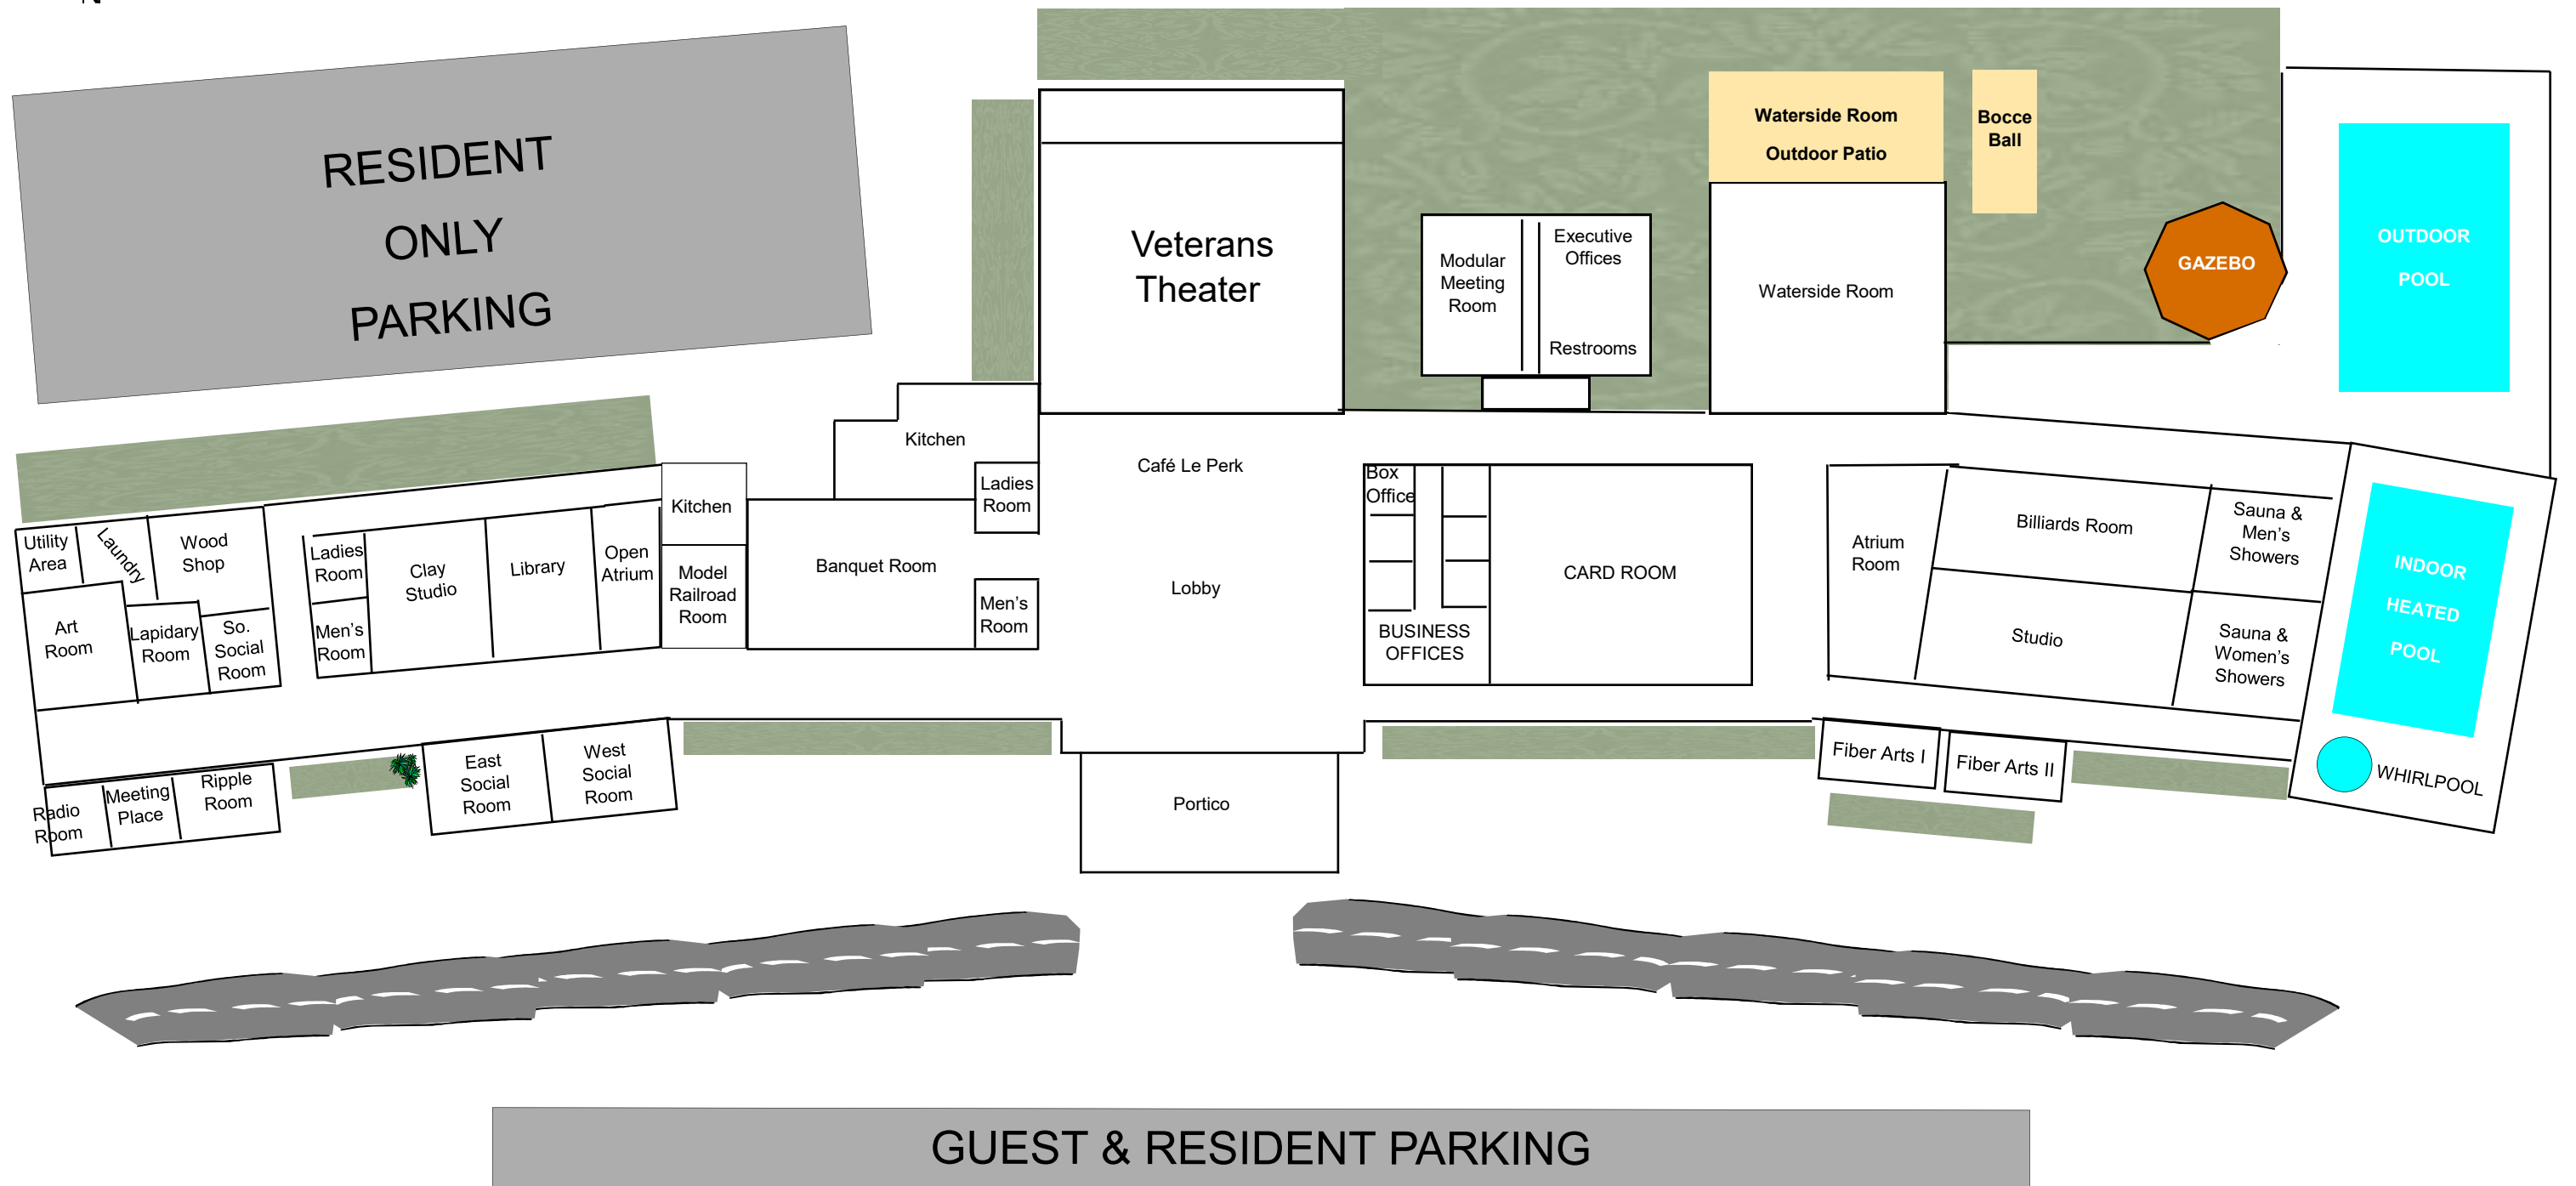 N
RESIDENT
ONLY
PARKING
Veterans
Theater
Modular
Meeting
Room
Executive
Offices
Restrooms
Waterside Room
Outdoor Patio
Waterside Room
Bocce
Ball
GAZEBO
OUTDOOR
POOL
Kitchen
Ladies
Room
Café Le Perk
Box
Office
Utility
Area
Laundry
Wood
Shop
Art
Room
Lapidary
Room
So.
Social
Room
Ladies
Room
Men’s
Room
Clay
Studio
Library
Open
Atrium
Kitchen
Model
Railroad
Room
Banquet Room
Men’s
Room
Lobby
BUSINESS
OFFICES
CARD ROOM
Atrium
Room
Billiards Room
Studio
Sauna &
Men’s
Showers
Sauna &
Women’s
Showers
INDOOR
HEATED
POOL
WHIRLPOOL
Radio
Room
Meeting
Place
Ripple
Room
East
Social
Room
West
Social
Room
Portico
Fiber Arts I
Fiber Arts II
GUEST & RESIDENT PARKING